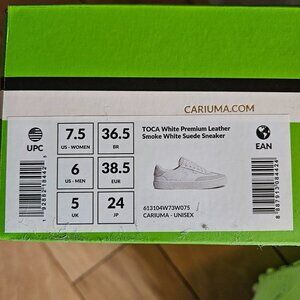 CARIUMA.COM
UPC
7.5
US - WOMEN
36.5
BR
6
US - MEN
38.5
EUR
5
UK
24
JP
TOCA White Premium Leather
Smoke White Suede Sneaker
613104W73W075
CARIUMA - UNISEX
EAN